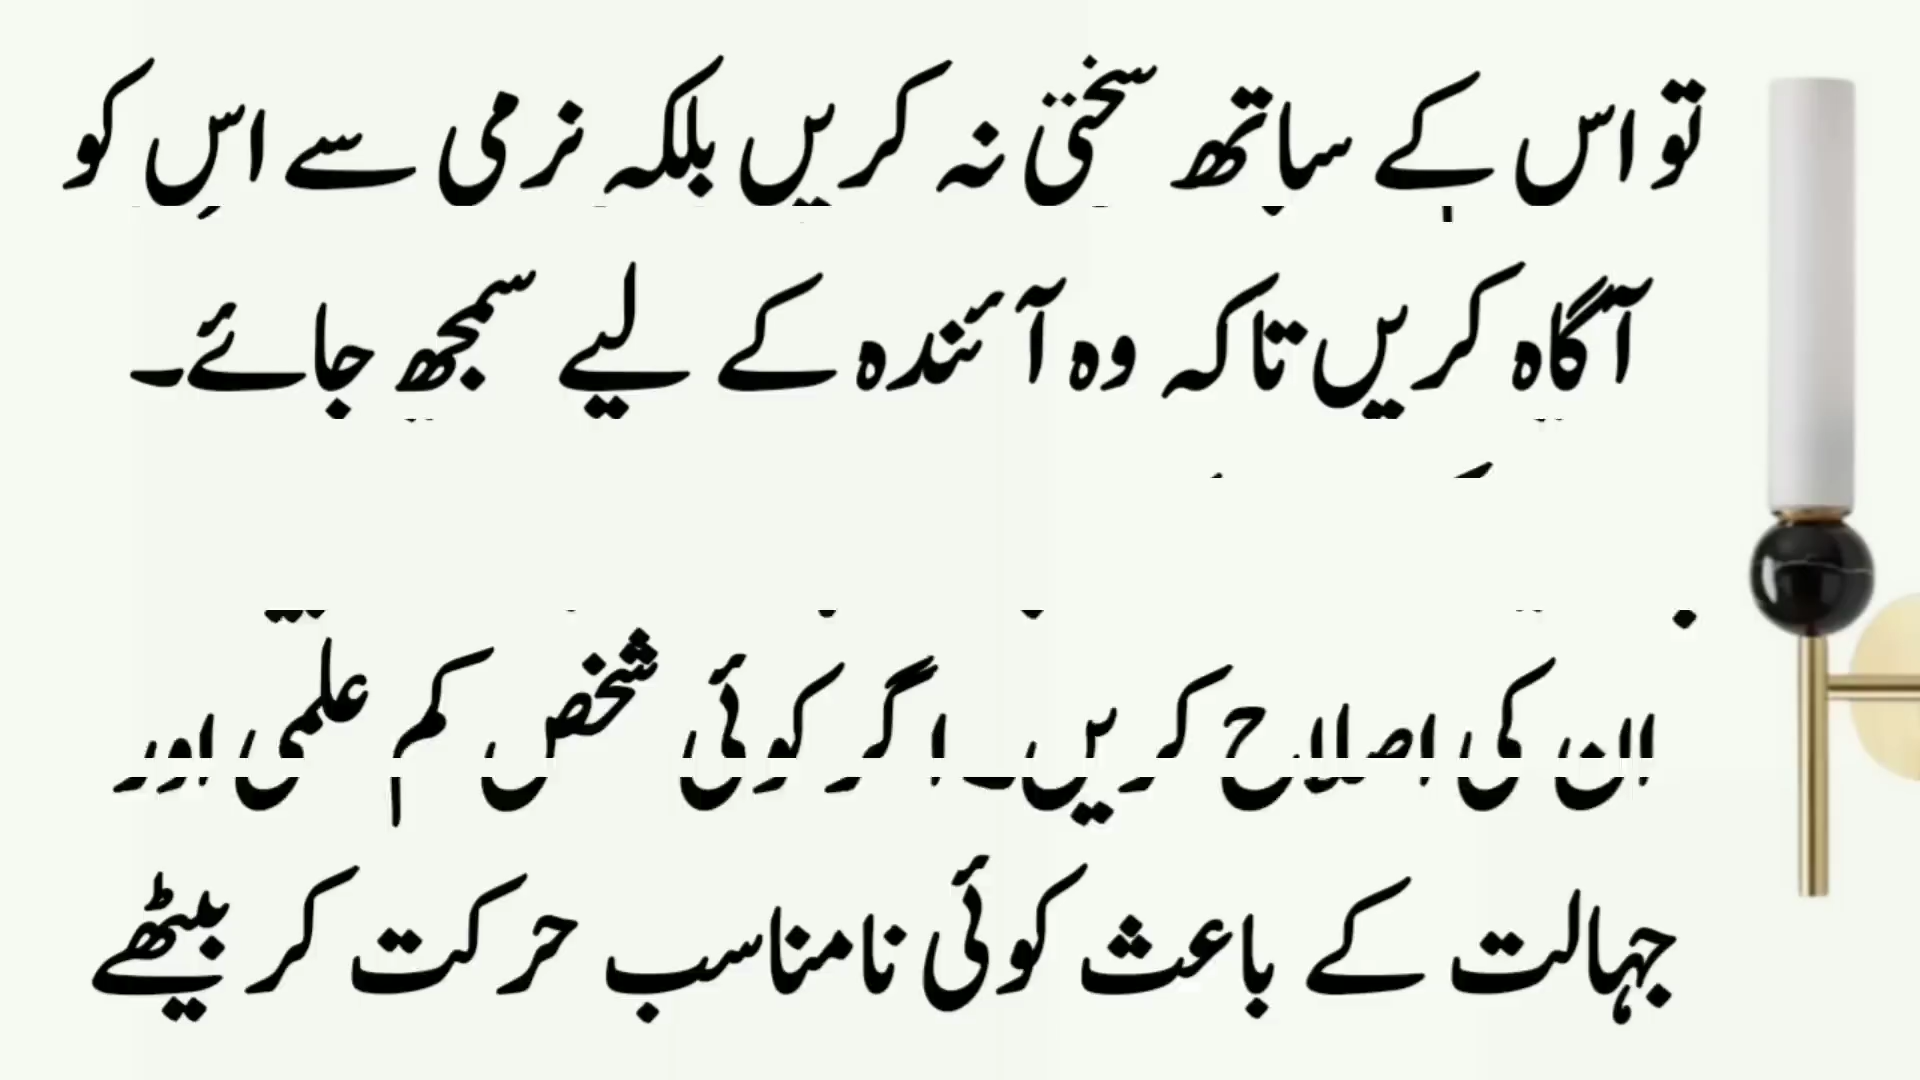 تو اس کے ساتھ سختی نہ کریں بلکہ نرمی سے اس کو
آگاہ کریں تاکہ وہ آئندہ کے لیے سمجھ جائے۔
ان کی اصلاح کریں۔ اگر کوئی شخص کم علمی اور
جہالت کے باعث کوئی نامناسب حرکت کر بیٹھے